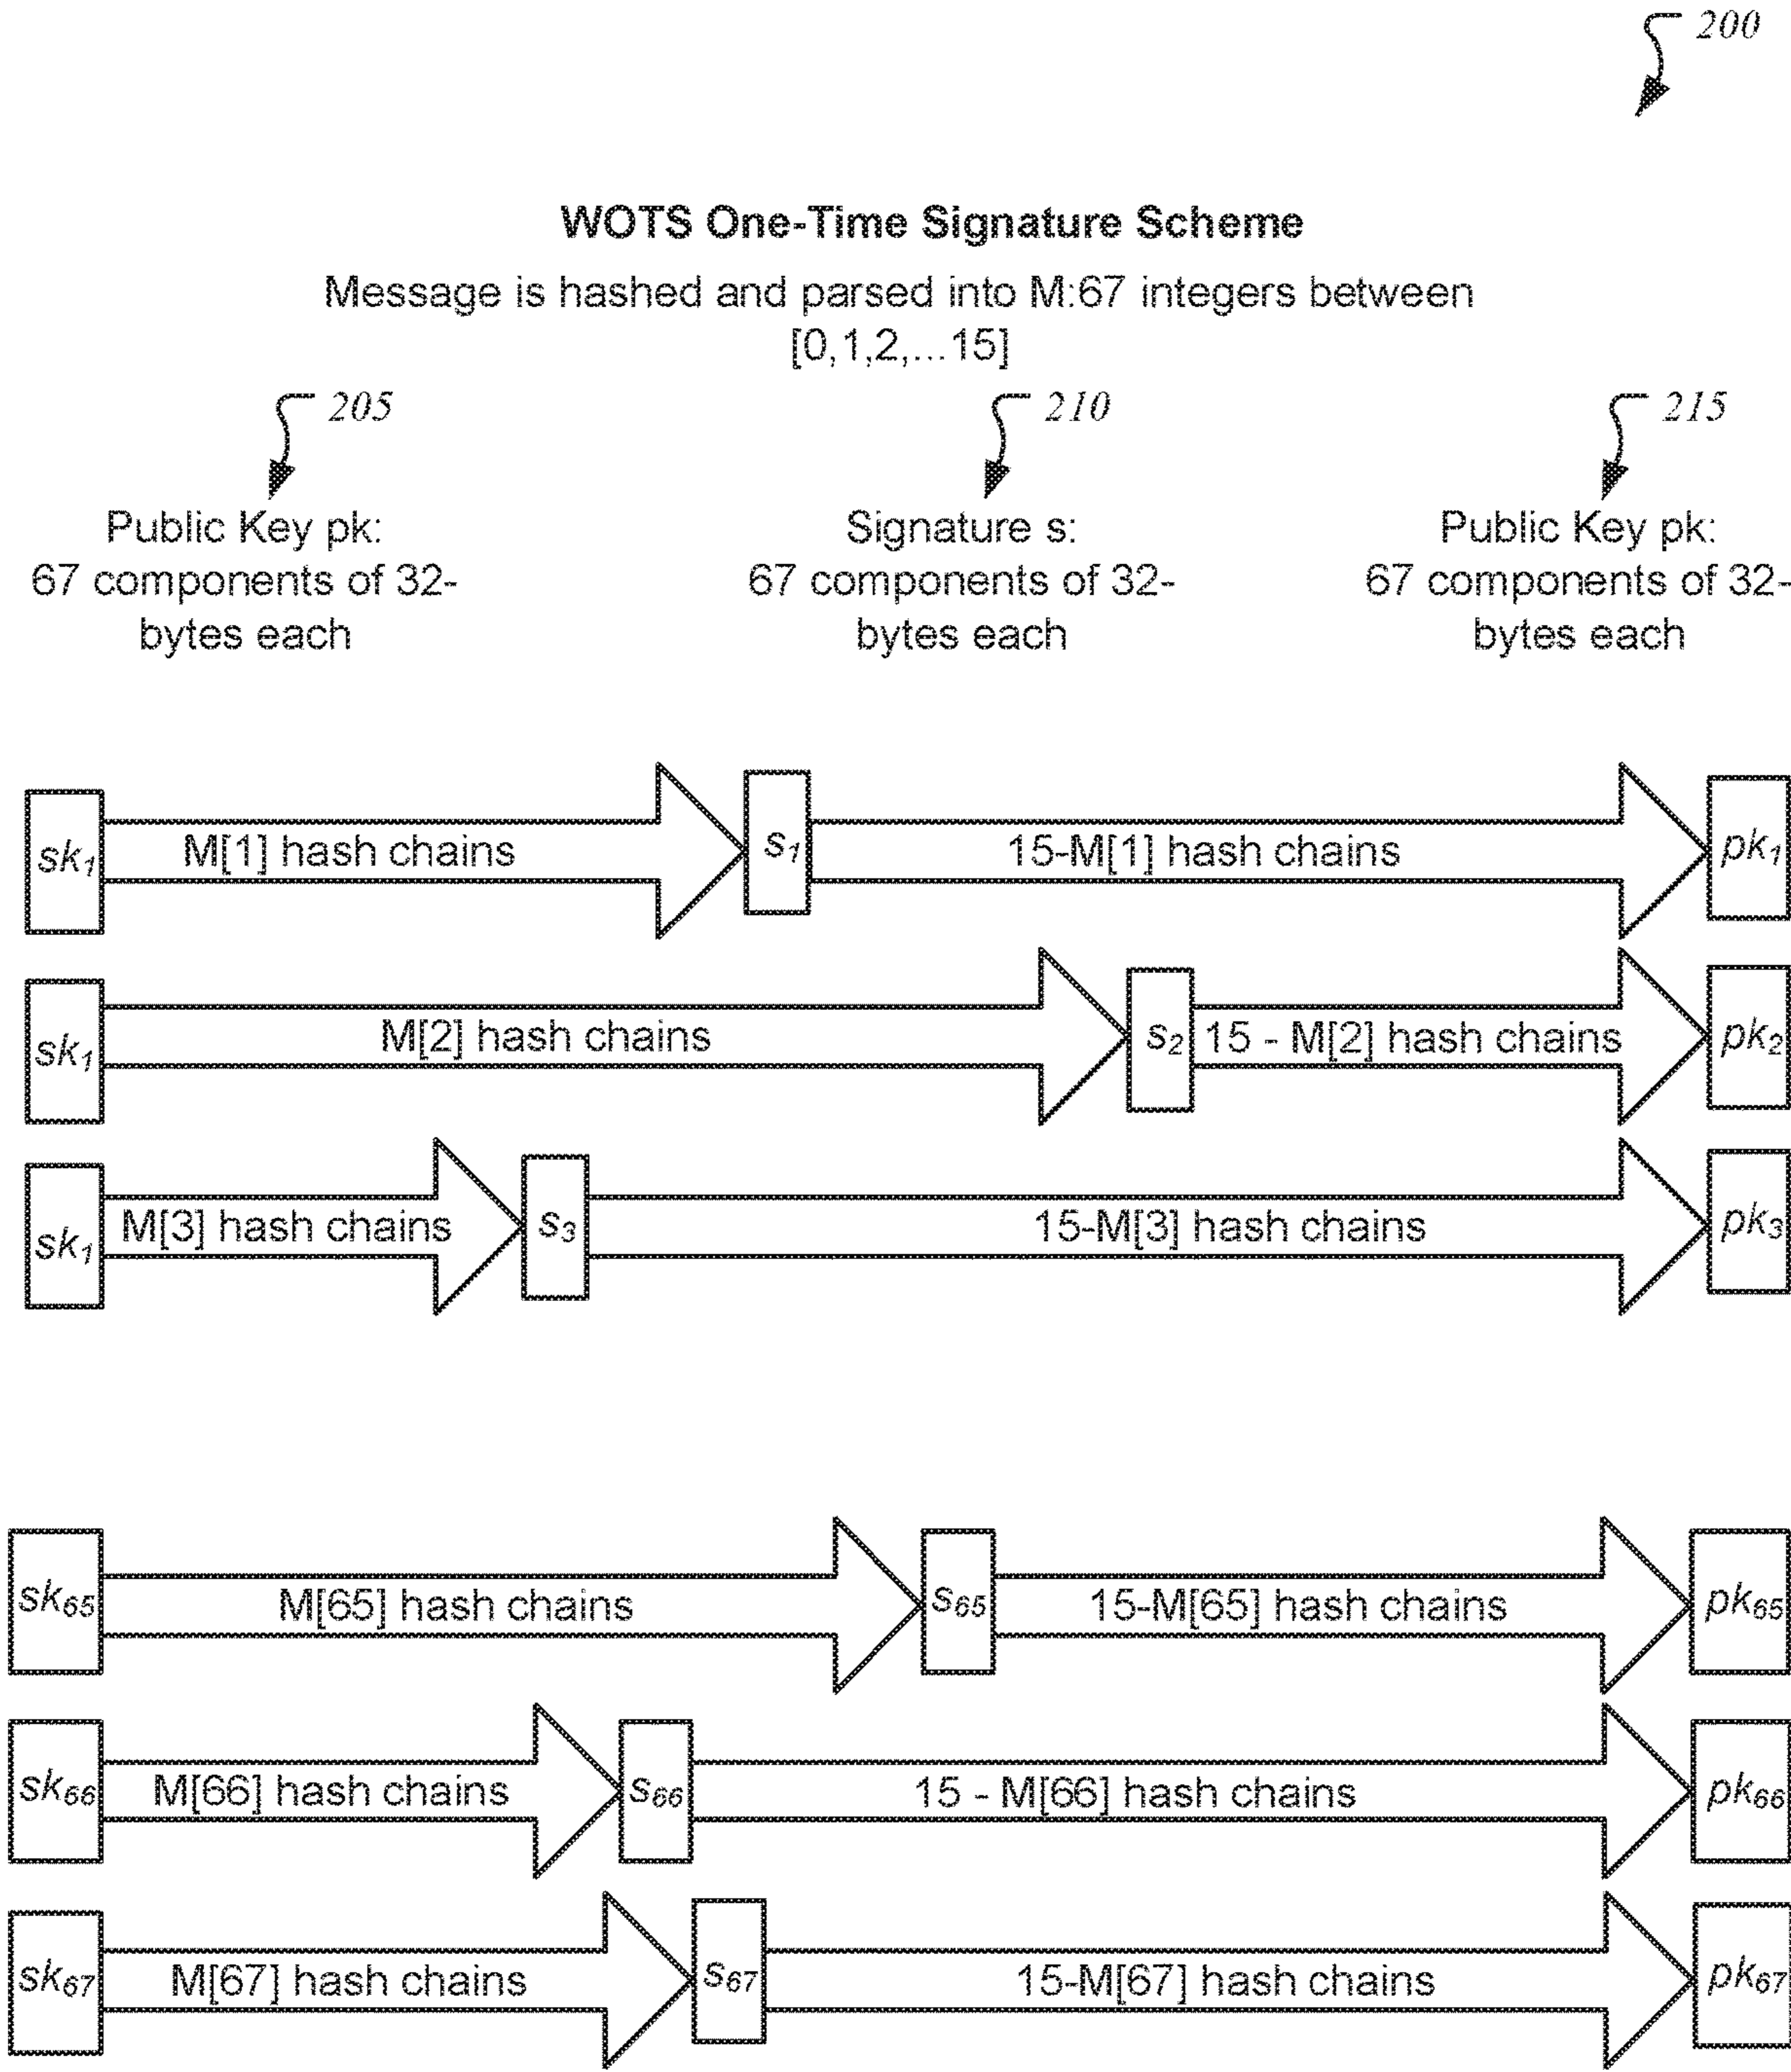 200
WOTS One-Time Signature Scheme
Message is hashed and parsed into M:67 integers between
[0,1,2,...15]
205
210
215
Public Key pk:
67 components of 32-
bytes each
Signature s:
67 components of 32-
bytes each
Public Key pk:
67 components of 32-
bytes each
sk1 M[1] hash chains s1 15-M[1] hash chains pk1
sk1 M[2] hash chains s2 15 - M[2] hash chains pk2
sk1 M[3] hash chains s3 15-M[3] hash chains pk3
sk65 M[65] hash chains s65 15-M[65] hash chains pk65
sk66 M[66] hash chains s66 15 - M[66] hash chains pk66
sk67 M[67] hash chains s67 15-M[67] hash chains pk67